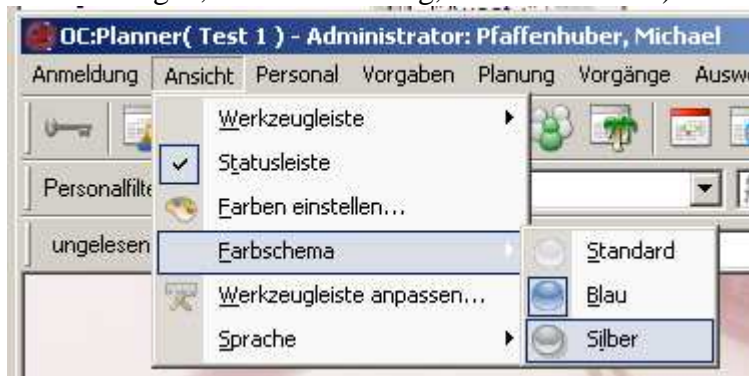 OC:Planner( Test 1 ) - Administrator: Pfaffenhuber, Michael
Anmeldung Ansicht Personal Vorgaben Planung Vorgänge
Werkzeugleiste
Statusleiste
Personalfilte
Farben einstellen...
ungelesen
Farbschema
Standard
Werkzeugleiste anpassen...
Blau
Sprache
Silber